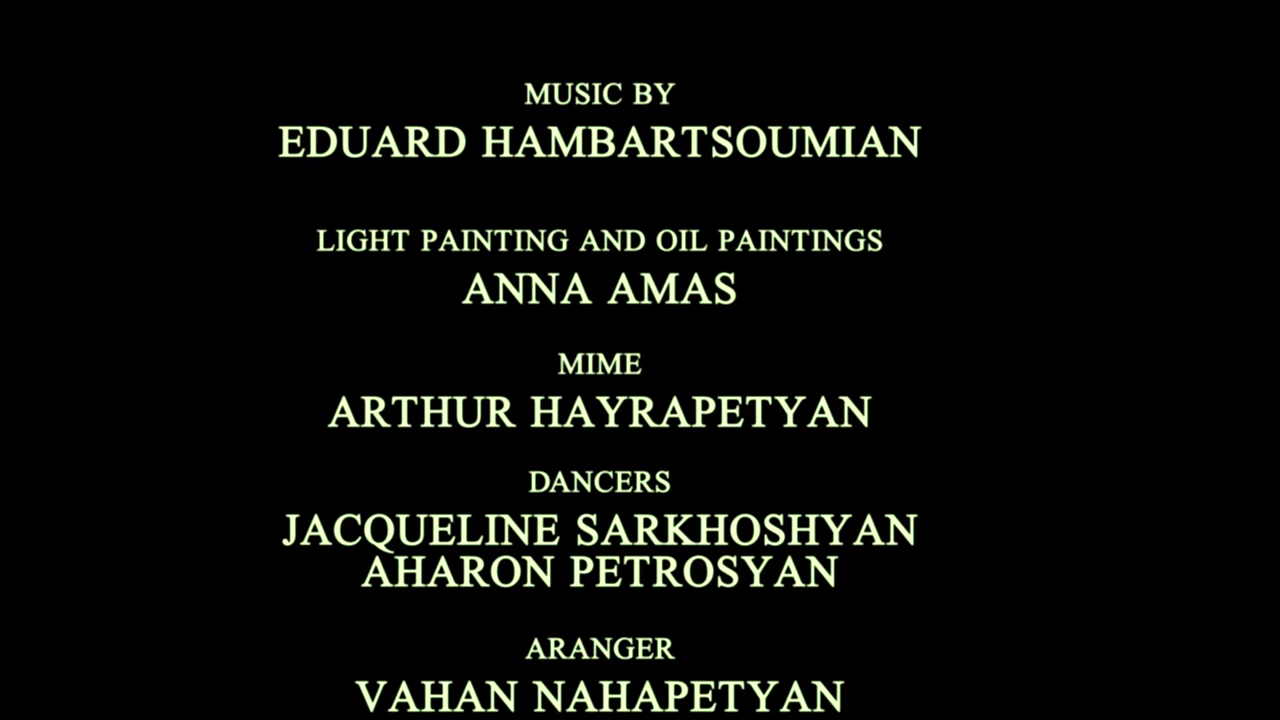 MUSIC BY
EDUARD HAMBARTSOUMIAN
LIGHT PAINTING AND OIL PAINTINGS
ANNA AMAS
MIME
ARTHUR HAYRAPETYAN
DANCERS
JACQUELINE SARKHOSHYAN
AHARON PETROSYAN
ARANGER
VAHAN NAHAPETYAN